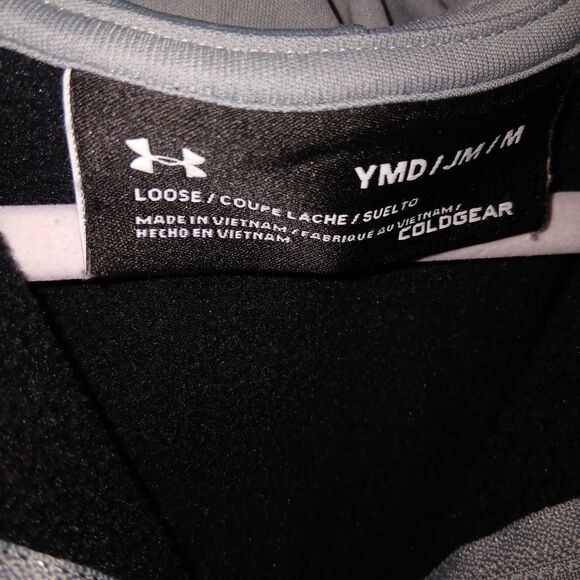 YMD / JM / M
LOOSE / COUPE LACHE / SUELTO
MADE IN VIETNAM / FABRIQUÉ AU VIETNAM /
HECHO EN VIETNAM
COLDGEAR